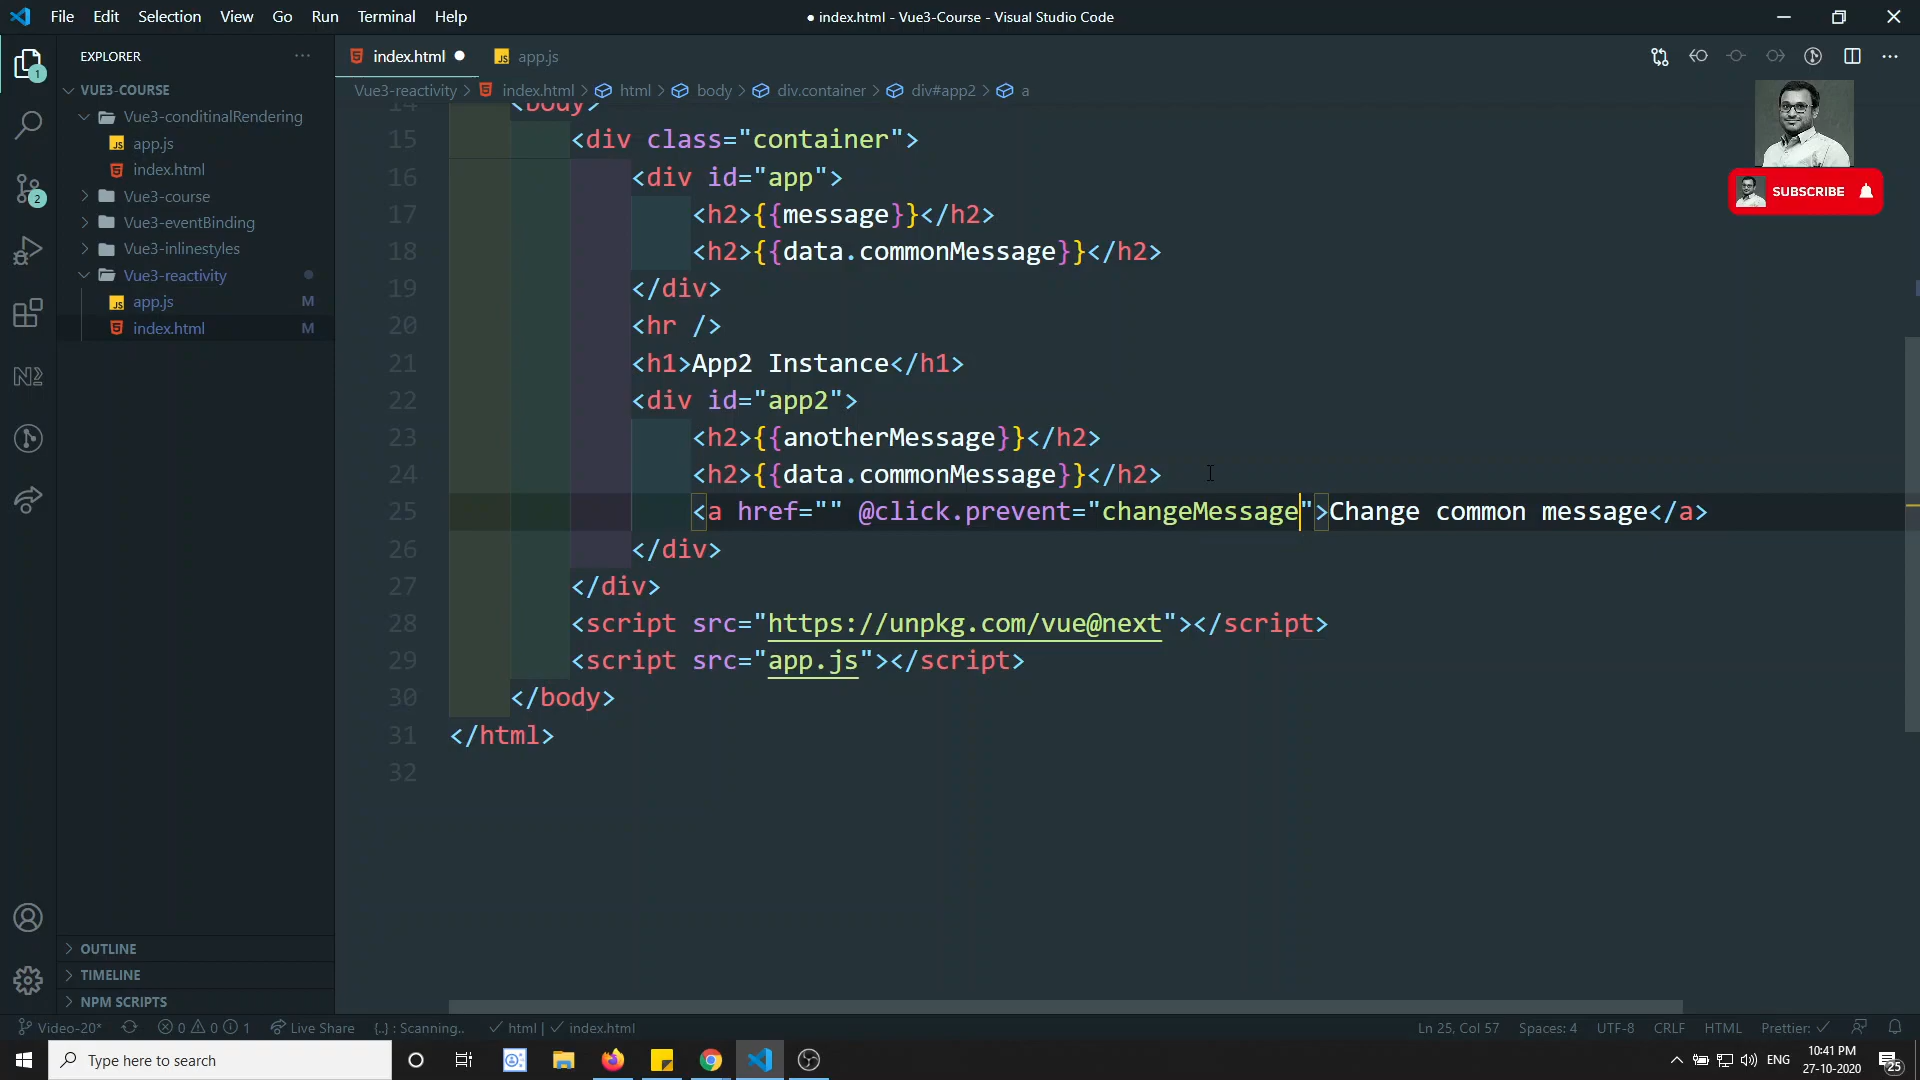 File Edit Selection View Go Run Terminal Help
● index.html - Vue3-Course - Visual Studio Code
EXPLORER
index.html
app.js
VUE3-COURSE
Vue3-reactivity > index.html > html > body > div.container > div#app2 > a
Vue3-conditinalRendering
app.js
index.html
Vue3-course
Vue3-eventBinding
Vue3-inlinestyles
Vue3-reactivity
app.js M
index.html M
1
2
SUBSCRIBE
14 <body>
15 <div class="container">
16 <div id="app">
17 <h2>{{message}}</h2>
18 <h2>{{data.commonMessage}}</h2>
19 </div>
20 <hr />
21 <h1>App2 Instance</h1>
22 <div id="app2">
23 <h2>{{anotherMessage}}</h2>
24 <h2>{{data.commonMessage}}</h2>
25 <a href="" @click.prevent="changeMessage">Change common message</a>
26 </div>
27 </div>
28 <script src="https://unpkg.com/vue@next"></script>
29 <script src="app.js"></script>
30 </body>
31 </html>
32
OUTLINE
TIMELINE
NPM SCRIPTS
Video-20* 0 0 1 Live Share {..} : Scanning.. html | index.html Ln 25, Col 57 Spaces: 4 UTF-8 CRLF HTML Prettier:
Type here to search
ENG
10:41 PM
27-10-2020
25